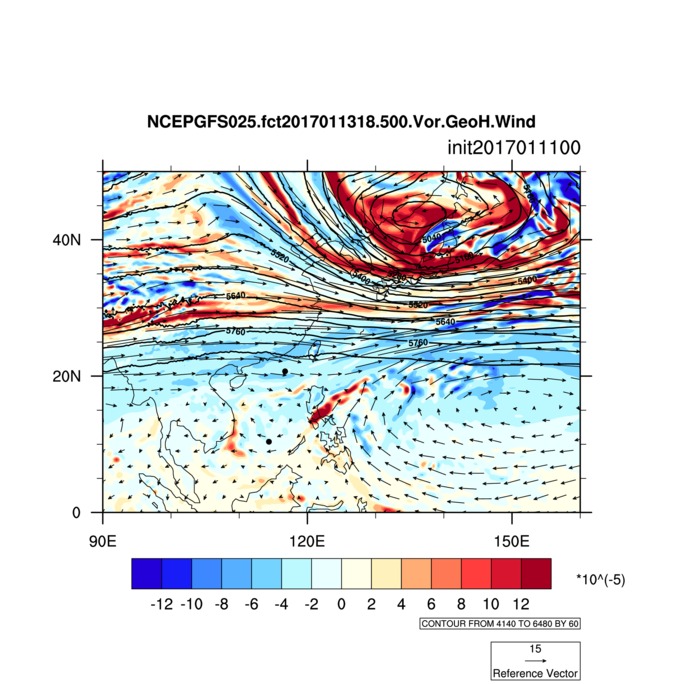 NCEPGFS025.fct2017011318.500.Vor.GeoH.Wind
init2017011100
40N
20N
0
90E 120E 150E
5520
5640
5760
5040
5160
5400
5520
5640
5760
-12 -10 -8 -6 -4 -2 0 2 4 6 8 10 12
*10^(-5)
CONTOUR FROM 4140 TO 6480 BY 60
15
Reference Vector